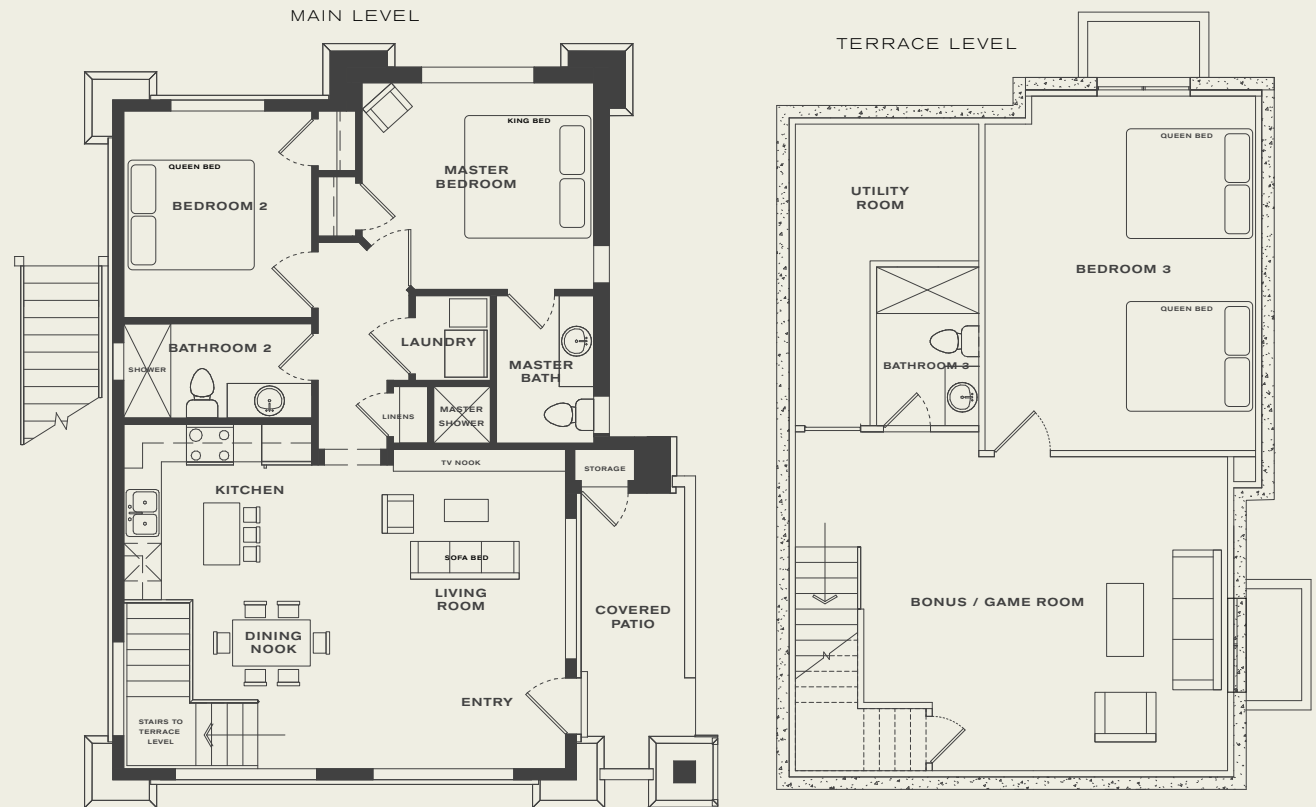 MAIN LEVEL
KING BED
QUEEN BED
MASTER
BEDROOM
BEDROOM 2
BATHROOM 2
SHOWER
LAUNDRY
MASTER
BATH
LINENS
MASTER
SHOWER
TV NOOK
STORAGE
KITCHEN
SOFA BED
LIVING
ROOM
COVERED
PATIO
DINING
NOOK
ENTRY
STAIRS TO
TERRACE
LEVEL
TERRACE LEVEL
QUEEN BED
UTILITY
ROOM
BEDROOM 3
QUEEN BED
BATHROOM 3
BONUS / GAME ROOM